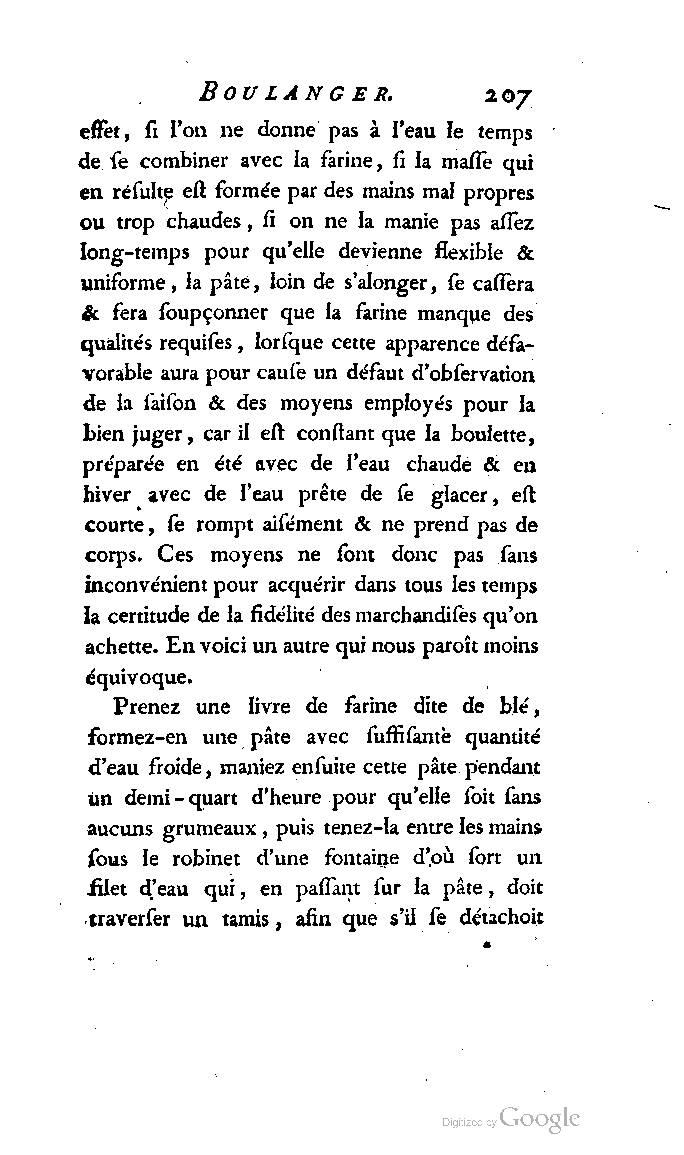 BOULANGER. 207
effet, ſi l'on ne donne pas à l'eau le temps
de ſe combiner avec la farine, ſi la maſſe qui
en réſulte eſt formée par des mains mal propres
ou trop chaudes, ſi on ne la manie pas aſſez
long-temps pour qu'elle devienne flexible &
uniforme, la pâte, loin de s'alonger, ſe caſſera
& fera ſoupçonner que la farine manque des
qualités requiſes, lorſque cette apparence défa-
vorable aura pour cauſe un défaut d'obſervation
de la ſaiſon & des moyens employés pour la
bien juger, car il eſt conſtant que la boulette,
préparée en été avec de l'eau chaude & en
hiver avec de l'eau prête de ſe glacer, eſt
courte, ſe rompt aiſément & ne prend pas de
corps. Ces moyens ne ſont donc pas ſans
inconvénient pour acquérir dans tous les temps
la certitude de la fidélité des marchandiſes qu'on
achette. En voici un autre qui nous paroît moins
équivoque.
Prenez une livre de farine dite de blé,
formez-en une pâte avec ſuffiſante quantité
d'eau froide, maniez enſuite cette pâte pendant
un demi-quart d'heure pour qu'elle ſoit ſans
aucuns grumeaux, puis tenez-la entre les mains
ſous le robinet d'une fontaine d'où ſort un
filet d'eau qui, en paſſant ſur la pâte, doit
traverſer un tamis, afin que s'il ſe détachoit
Digitized by Google